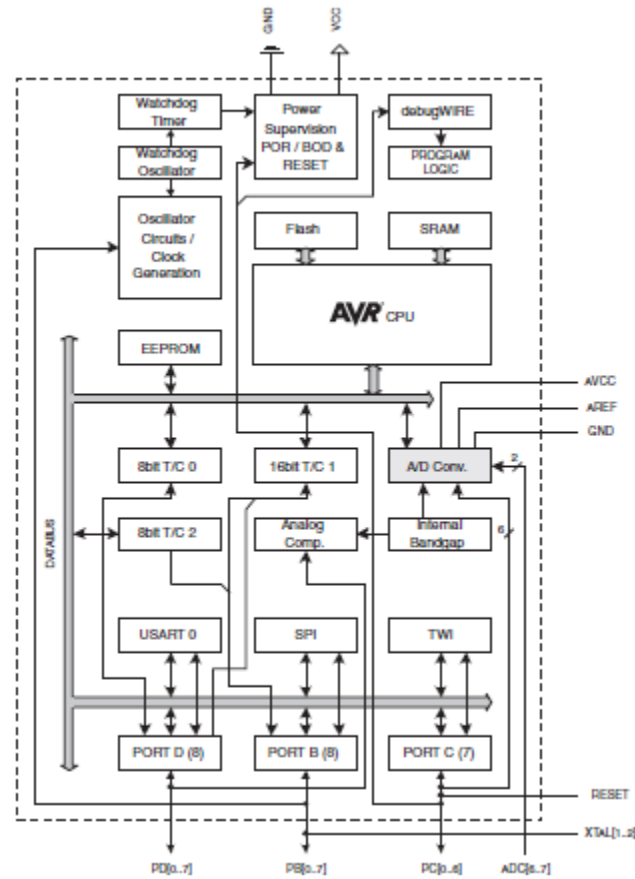 GND
VCC
Watchdog
Timer
Power
Supervision
POR / BOD &
RESET
debugWIRE
Watchdog
Oscillator
PROGRAM
LOGIC
Oscillator
Circuits /
Clock
Generation
Flash
SRAM
AVR CPU
EEPROM
AVCC
AREF
GND
8bit T/C 0
16bit T/C 1
A/D Conv.
2
8bit T/C 2
Analog
Comp.
Internal
Bandgap
6
DATABUS
USART 0
SPI
TWI
PORT D (8)
PORT B (8)
PORT C (7)
RESET
XTAL[1..2]
PD[0..7]
PB[0..7]
PC[0..6]
ADC[6..7]